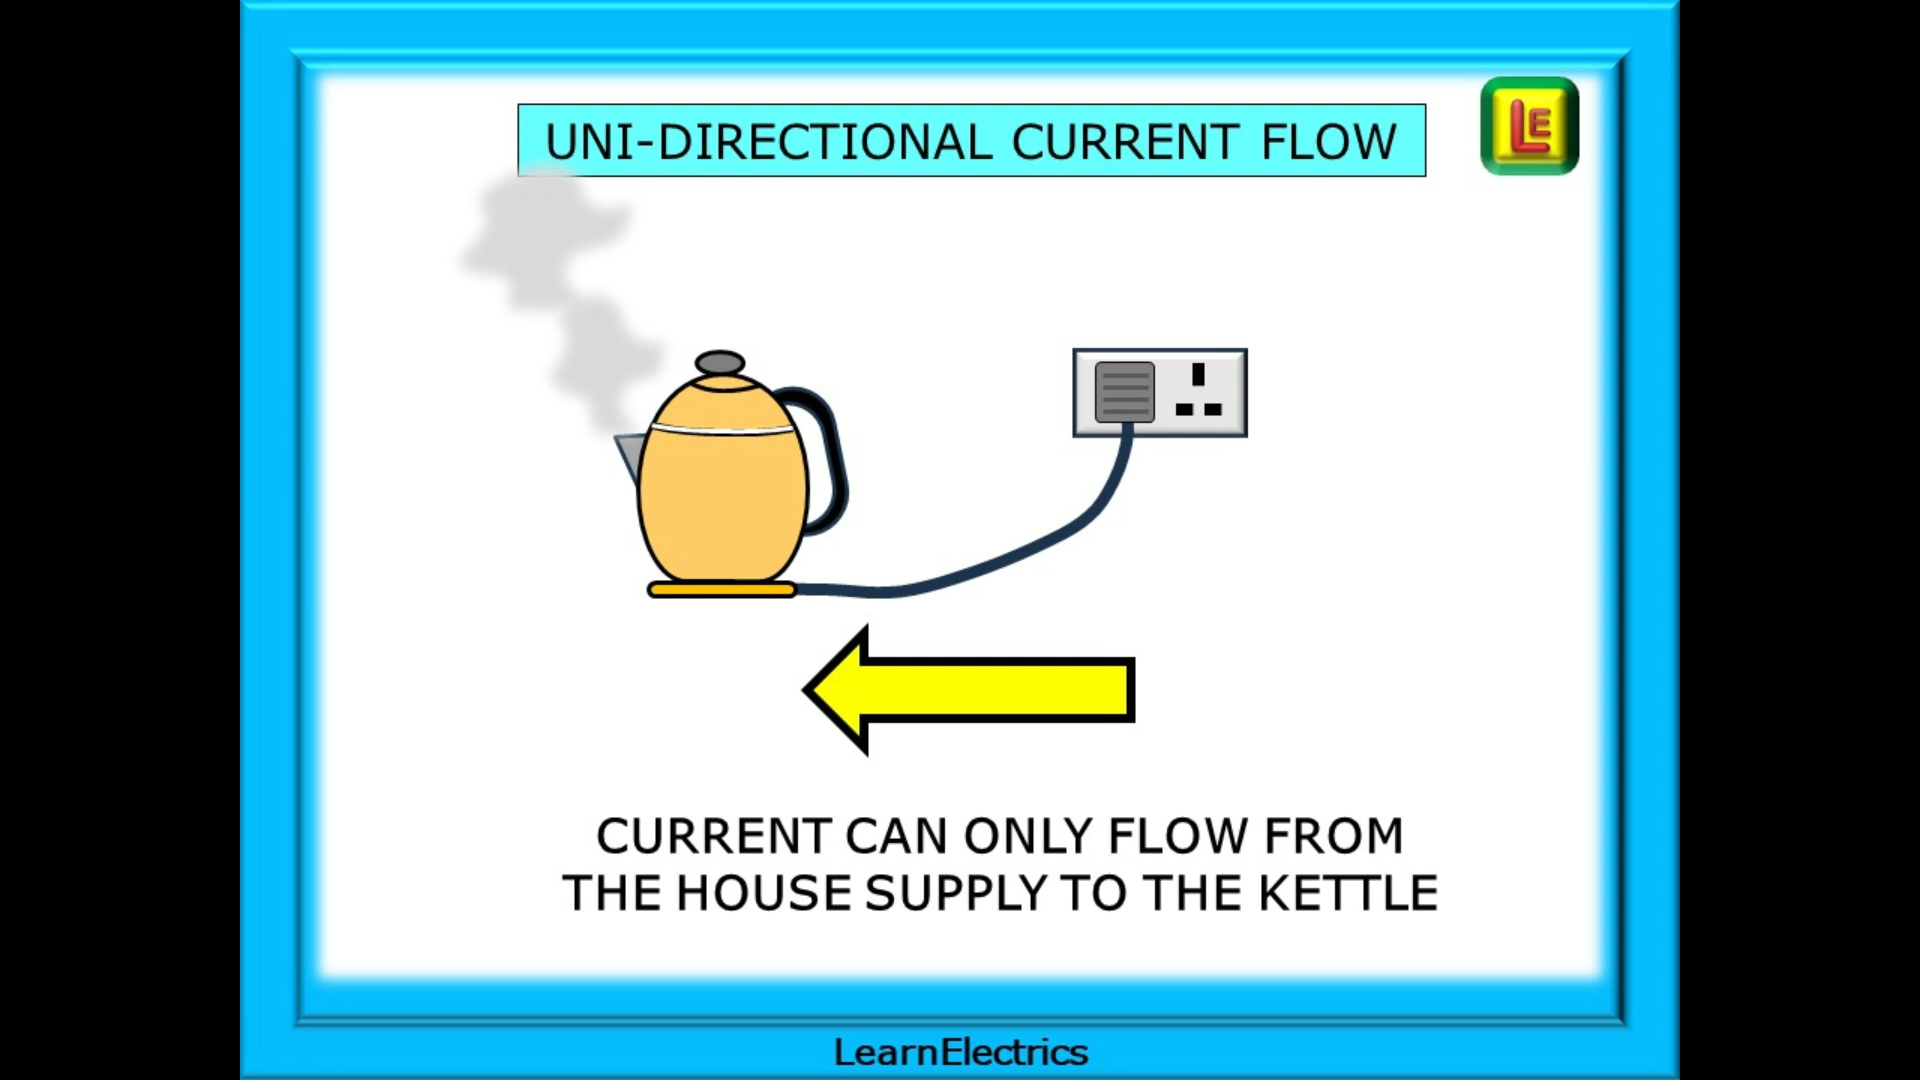 UNI-DIRECTIONAL CURRENT FLOW
LE
CURRENT CAN ONLY FLOW FROM
THE HOUSE SUPPLY TO THE KETTLE
LearnElectrics